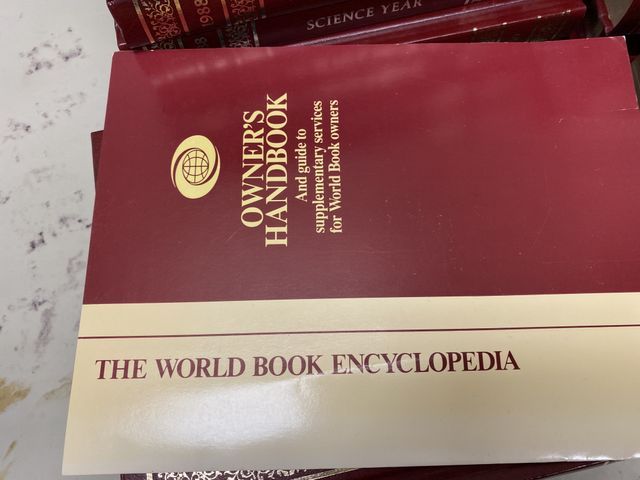 1988
SCIENCE YEAR
OWNER'S
HANDBOOK
And guide to
supplementary services
for World Book owners
THE WORLD BOOK ENCYCLOPEDIA